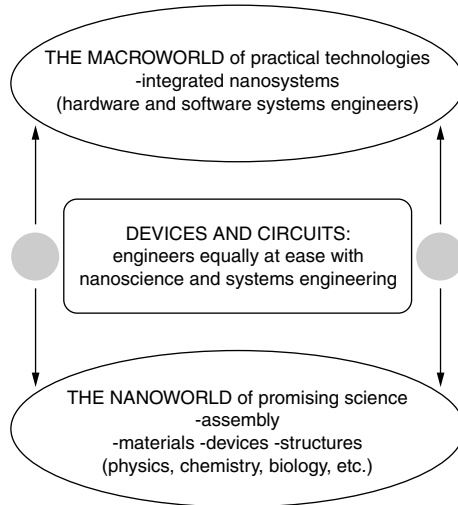 THE MACROWORLD of practical technologies
-integrated nanosystems
(hardware and software systems engineers)
DEVICES AND CIRCUITS:
engineers equally at ease with
nanoscience and systems engineering
THE NANOWORLD of promising science
-assembly
-materials -devices -structures
(physics, chemistry, biology, etc.)